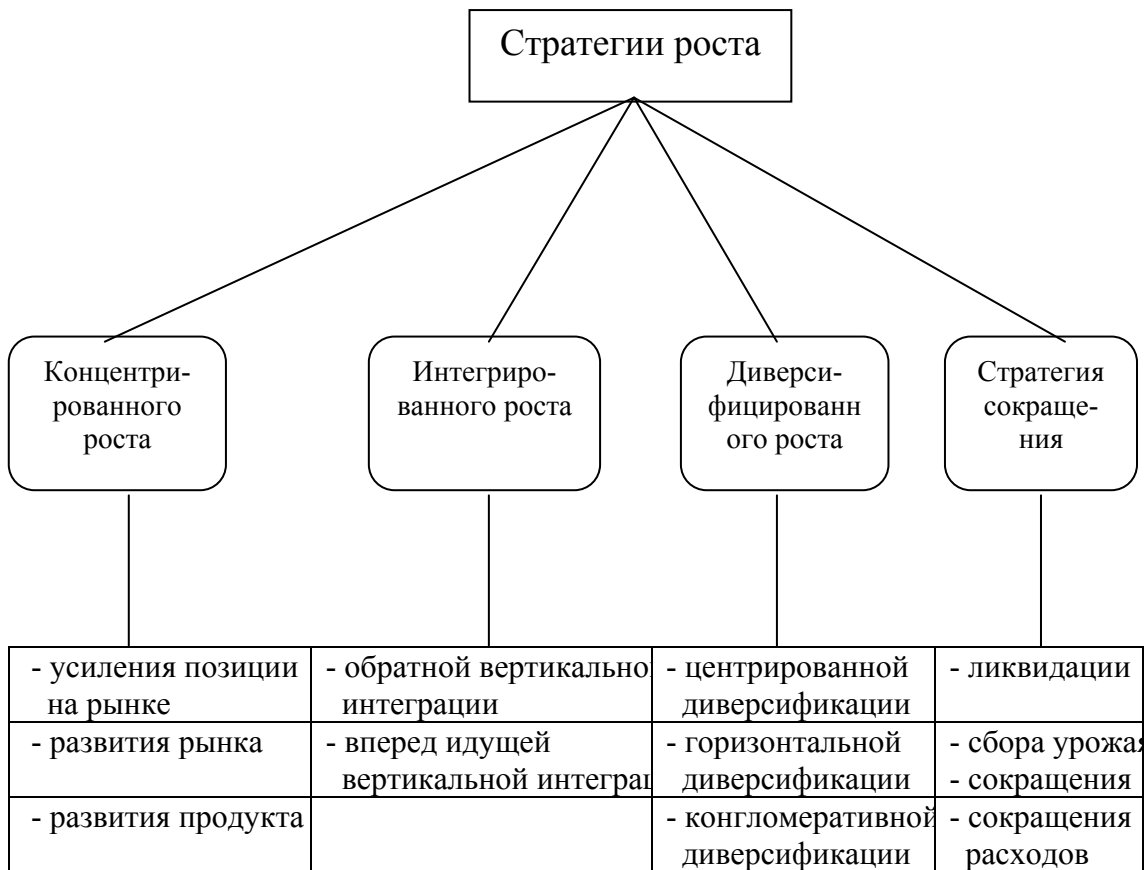 Стратегии роста
Концентри-
рованного
роста
Интегриро-
ванного роста
Диверси-
фицированн
ого роста
Стратегия
сокраще-
ния
- усиления позиции
на рынке
- развития рынка
- развития продукта
- обратной вертикально
интеграции
- вперед идущей
вертикальной интеграц
- центрированной
диверсификации
- горизонтальной
диверсификации
- конгломеративной
диверсификации
- ликвидации
- сбора урожая
- сокращения
- сокращения
расходов